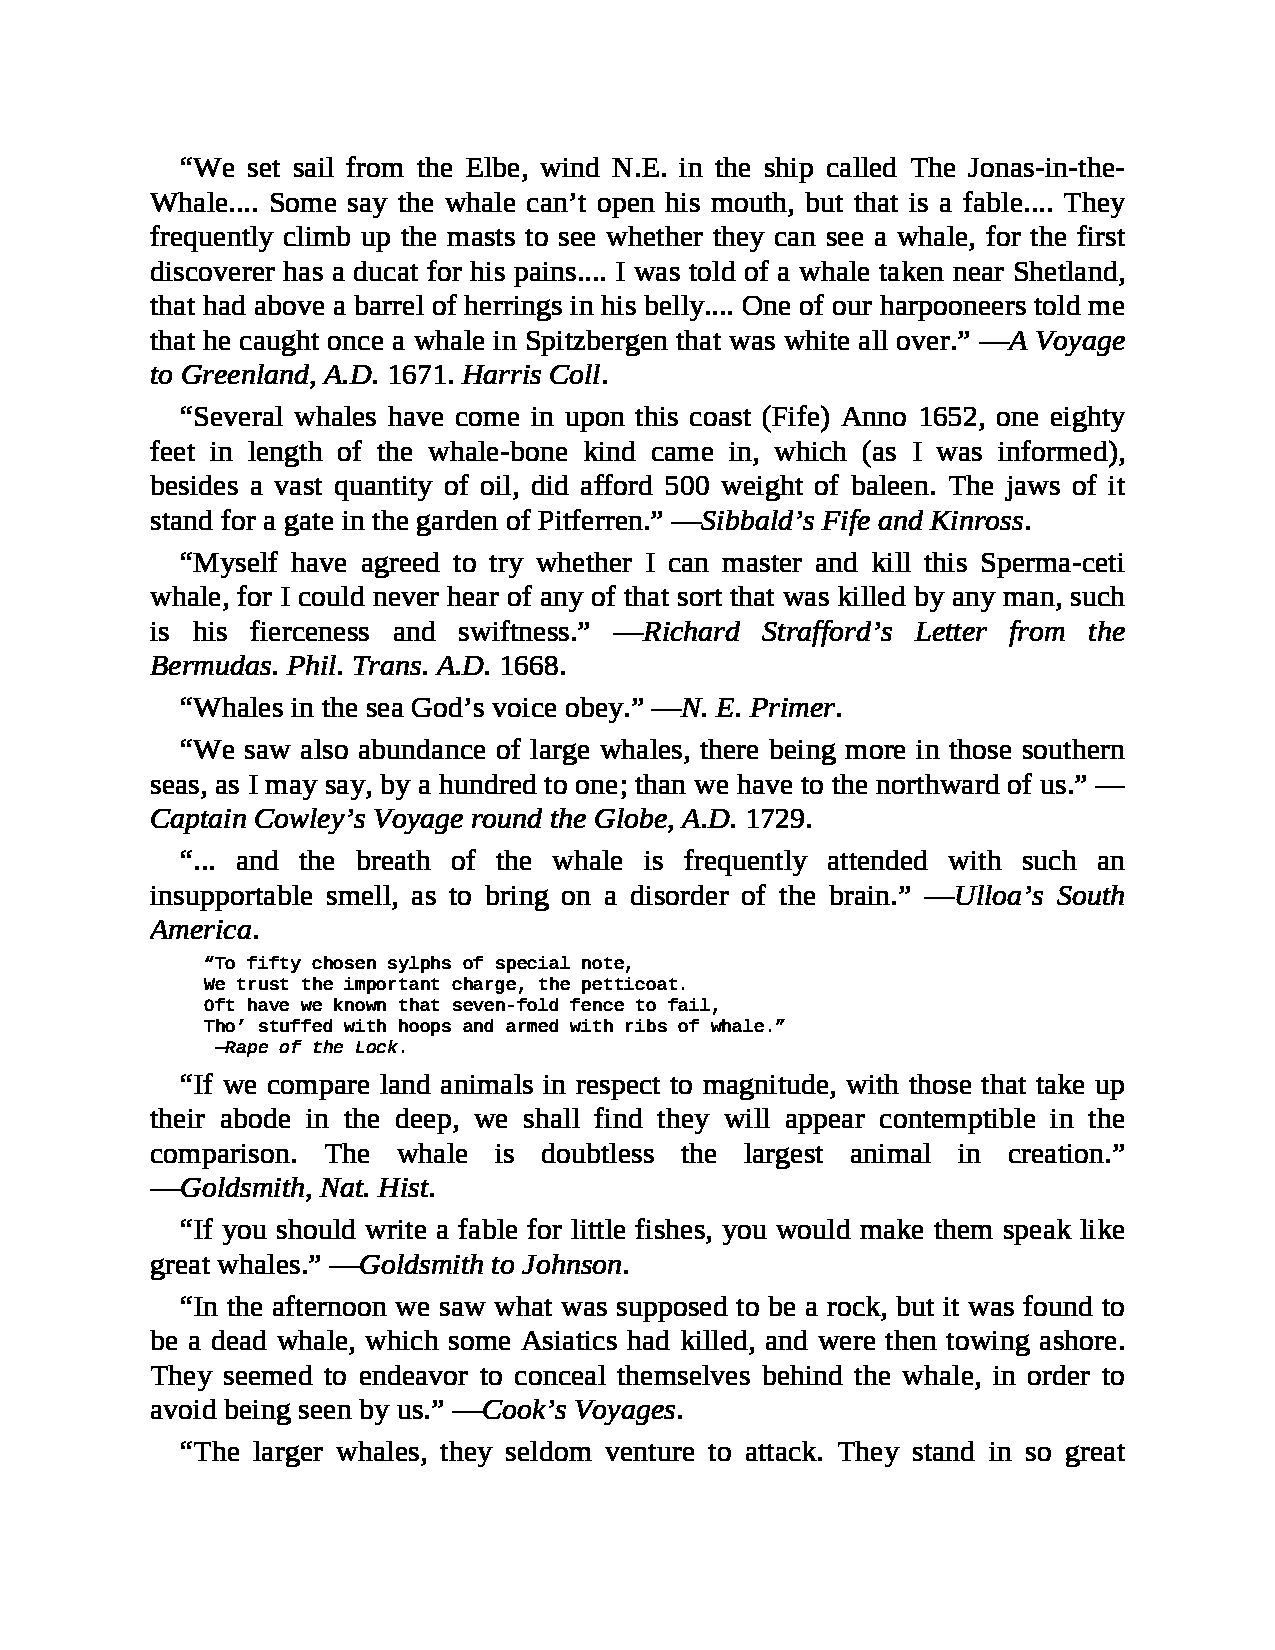 “We set sail from the Elbe, wind N.E. in the ship called The Jonas-in-the-
Whale.... Some say the whale can’t open his mouth, but that is a fable.... They
frequently climb up the masts to see whether they can see a whale, for the first
discoverer has a ducat for his pains.... I was told of a whale taken near Shetland,
that had above a barrel of herrings in his belly.... One of our harpooneers told me
that he caught once a whale in Spitzbergen that was white all over.” —A Voyage
to Greenland, A.D. 1671. Harris Coll.
“Several whales have come in upon this coast (Fife) Anno 1652, one eighty
feet in length of the whale-bone kind came in, which (as I was informed),
besides a vast quantity of oil, did afford 500 weight of baleen. The jaws of it
stand for a gate in the garden of Pitferren.” —Sibbald’s Fife and Kinross.
“Myself have agreed to try whether I can master and kill this Sperma-ceti
whale, for I could never hear of any of that sort that was killed by any man, such
is his fierceness and swiftness.” —Richard Strafford’s Letter from the
Bermudas. Phil. Trans. A.D. 1668.
“Whales in the sea God’s voice obey.” —N. E. Primer.
“We saw also abundance of large whales, there being more in those southern
seas, as I may say, by a hundred to one; than we have to the northward of us.” —
Captain Cowley’s Voyage round the Globe, A.D. 1729.
“... and the breath of the whale is frequently attended with such an
insupportable smell, as to bring on a disorder of the brain.” —Ulloa’s South
America.
“To fifty chosen sylphs of special note,
We trust the important charge, the petticoat.
Oft have we known that seven-fold fence to fail,
Tho’ stuffed with hoops and armed with ribs of whale.”
—Rape of the Lock.
“If we compare land animals in respect to magnitude, with those that take up
their abode in the deep, we shall find they will appear contemptible in the
comparison. The whale is doubtless the largest animal in creation.”
—Goldsmith, Nat. Hist.
“If you should write a fable for little fishes, you would make them speak like
great whales.” —Goldsmith to Johnson.
“In the afternoon we saw what was supposed to be a rock, but it was found to
be a dead whale, which some Asiatics had killed, and were then towing ashore.
They seemed to endeavor to conceal themselves behind the whale, in order to
avoid being seen by us.” —Cook’s Voyages.
“The larger whales, they seldom venture to attack. They stand in so great